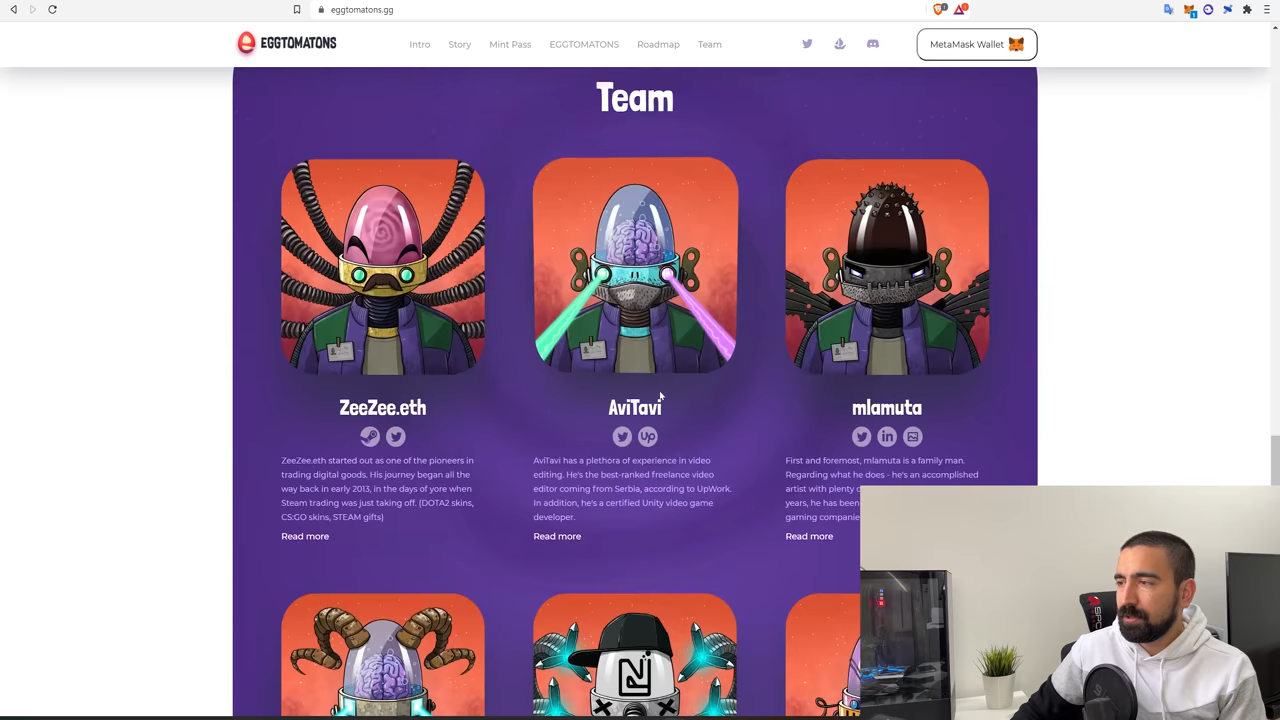 eggtomatons.gg
EGGTOMATONS
Intro
Story
Mint Pass
EGGTOMATONS
Roadmap
Team
MetaMask Wallet
Team
ZeeZee.eth
AviTavi
mlamuta
Up
in
ZeeZee.eth started out as one of the pioneers in
trading digital goods. His journey began all the
way back in early 2013, in the days of yore when
Steam trading was just taking off. (DOTA2 skins,
CS:GO skins, STEAM gifts)
Read more
AviTavi has a plethora of experience in video
editing. He's the best-ranked freelance video
editor coming from Serbia, according to UpWork.
In addition, he's a certified Unity video game
developer.
Read more
First and foremost, mlamuta is a family man.
Regarding what he does - he's an accomplished
artist with plenty
years, he has been
gaming companie
Read more